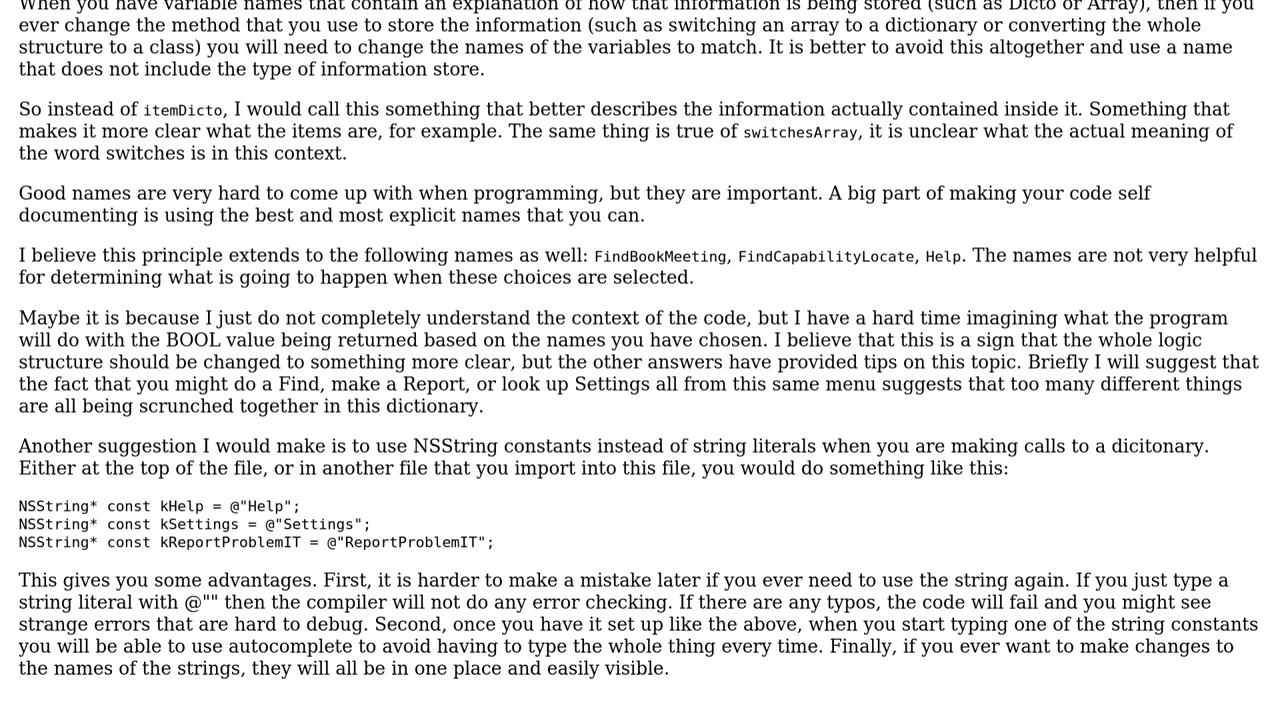 When you have variable names that contain an explanation of how that information is being stored (such as Dicto or Array), then if you
ever change the method that you use to store the information (such as switching an array to a dictionary or converting the whole
structure to a class) you will need to change the names of the variables to match. It is better to avoid this altogether and use a name
that does not include the type of information store.
So instead of itemDicto, I would call this something that better describes the information actually contained inside it. Something that
makes it more clear what the items are, for example. The same thing is true of switchesArray, it is unclear what the actual meaning of
the word switches is in this context.
Good names are very hard to come up with when programming, but they are important. A big part of making your code self
documenting is using the best and most explicit names that you can.
I believe this principle extends to the following names as well: FindBookMeeting, FindCapabilityLocate, Help. The names are not very helpful
for determining what is going to happen when these choices are selected.
Maybe it is because I just do not completely understand the context of the code, but I have a hard time imagining what the program
will do with the BOOL value being returned based on the names you have chosen. I believe that this is a sign that the whole logic
structure should be changed to something more clear, but the other answers have provided tips on this topic. Briefly I will suggest that
the fact that you might do a Find, make a Report, or look up Settings all from this same menu suggests that too many different things
are all being scrunched together in this dictionary.
Another suggestion I would make is to use NSString constants instead of string literals when you are making calls to a dicitonary.
Either at the top of the file, or in another file that you import into this file, you would do something like this:
NSString* const kHelp = @"Help";
NSString* const kSettings = @"Settings";
NSString* const kReportProblemIT = @"ReportProblemIT";
This gives you some advantages. First, it is harder to make a mistake later if you ever need to use the string again. If you just type a
string literal with @"" then the compiler will not do any error checking. If there are any typos, the code will fail and you might see
strange errors that are hard to debug. Second, once you have it set up like the above, when you start typing one of the string constants
you will be able to use autocomplete to avoid having to type the whole thing every time. Finally, if you ever want to make changes to
the names of the strings, they will all be in one place and easily visible.